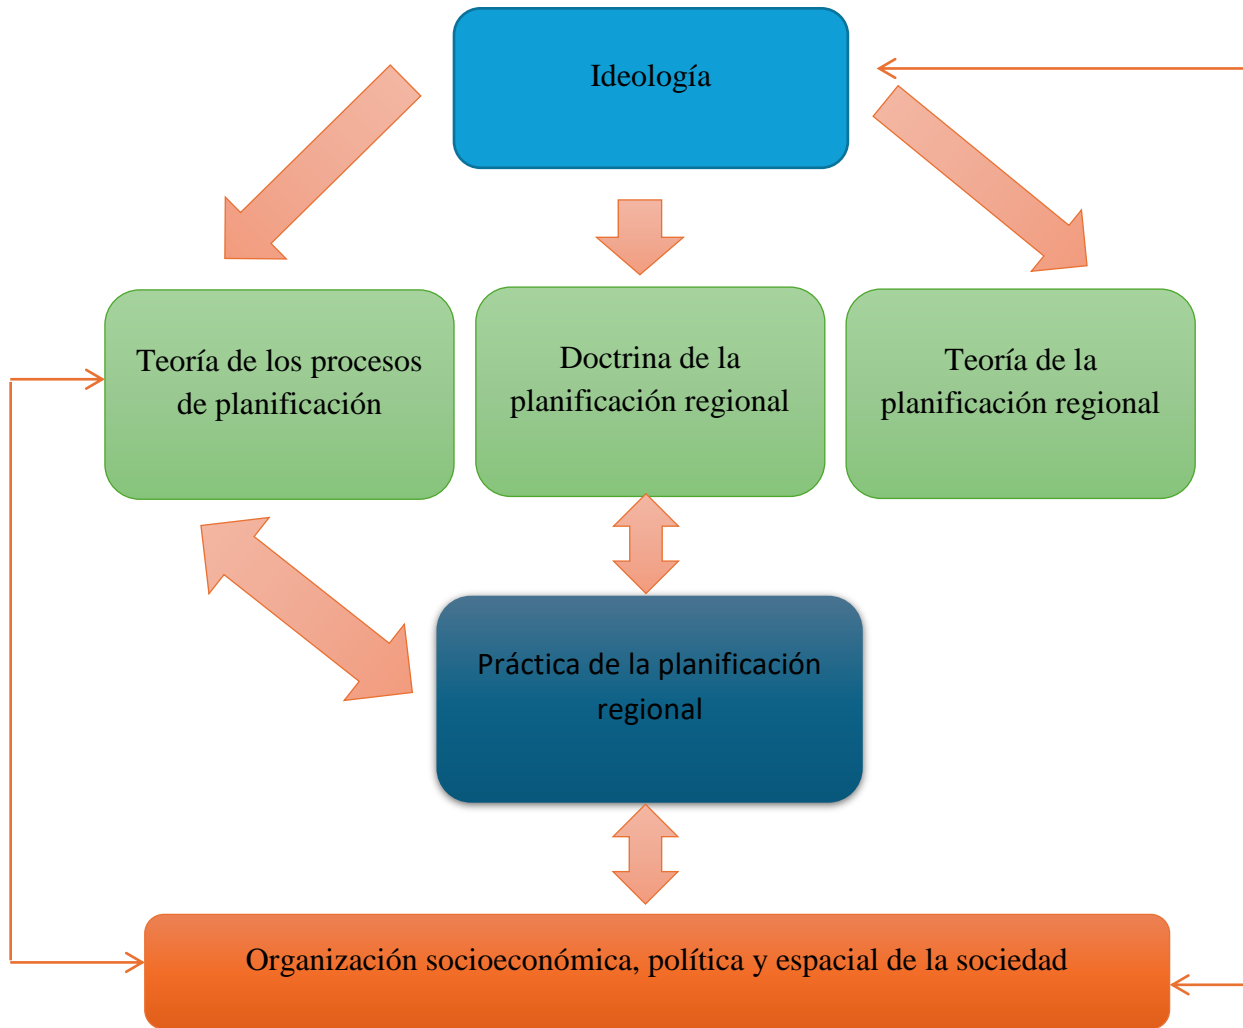 Ideología
Teoría de los procesos
de planificación
Doctrina de la
planificación regional
Teoría de la
planificación regional
Práctica de la planificación
regional
Organización socioeconómica, política y espacial de la sociedad